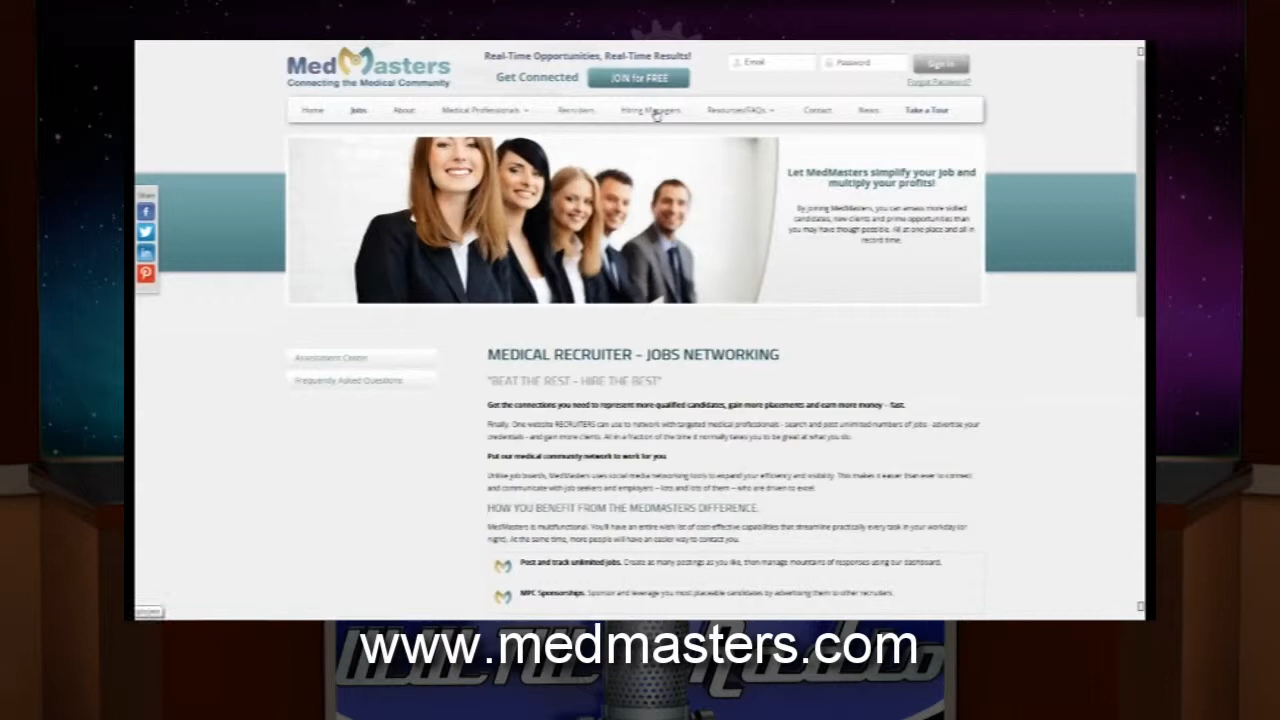 MedMasters
Connecting the Medical Community
Real-Time Opportunities, Real-Time Results!
Get Connected
JOIN for FREE
Email
Password
Sign in
Forgot Password?
Home
Jobs
About
Medical Professionals
Recruiters
Hiring Managers
Resources/FAQs
Contact
News
Take a Tour
Share
Let MedMasters simplify your job and
multiply your profits!
By joining MedMasters, you can amass more skilled
candidates, new clients and prime opportunities than
you may have though possible. All at one place and all in
record time.
Assessment Center
Frequently Asked Questions
MEDICAL RECRUITER – JOBS NETWORKING
"BEAT THE REST – HIRE THE BEST"
Get the connections you need to represent more qualified candidates, gain more placements and earn more money – fast.
Finally. One website RECRUITERS can use to network with targeted medical professionals - search and post unlimited numbers of jobs - advertise your
credentials - and gain more clients. All in a fraction of the time it normally takes you to be great at what you do.
Put our medical community network to work for you.
Unlike job boards, MedMasters uses social media networking tools to expand your efficiency and visibility. This makes it easier than ever to connect
and communicate with job seekers and employers – lots and lots of them – who are driven to excel.
HOW YOU BENEFIT FROM THE MEDMASTERS DIFFERENCE.
MedMasters is multifunctional. You'll have an entire wish list of cost-effective capabilities that streamline practically every task in your workday (or
night). At the same time, more people will have an easier way to contact you.
Post and track unlimited jobs. Create as many postings as you like, then manage mountains of responses using our dashboard.
MPC Sponsorships. Sponsor and leverage you most placeable candidates by advertising them to other recruiters.
www.medmasters.com